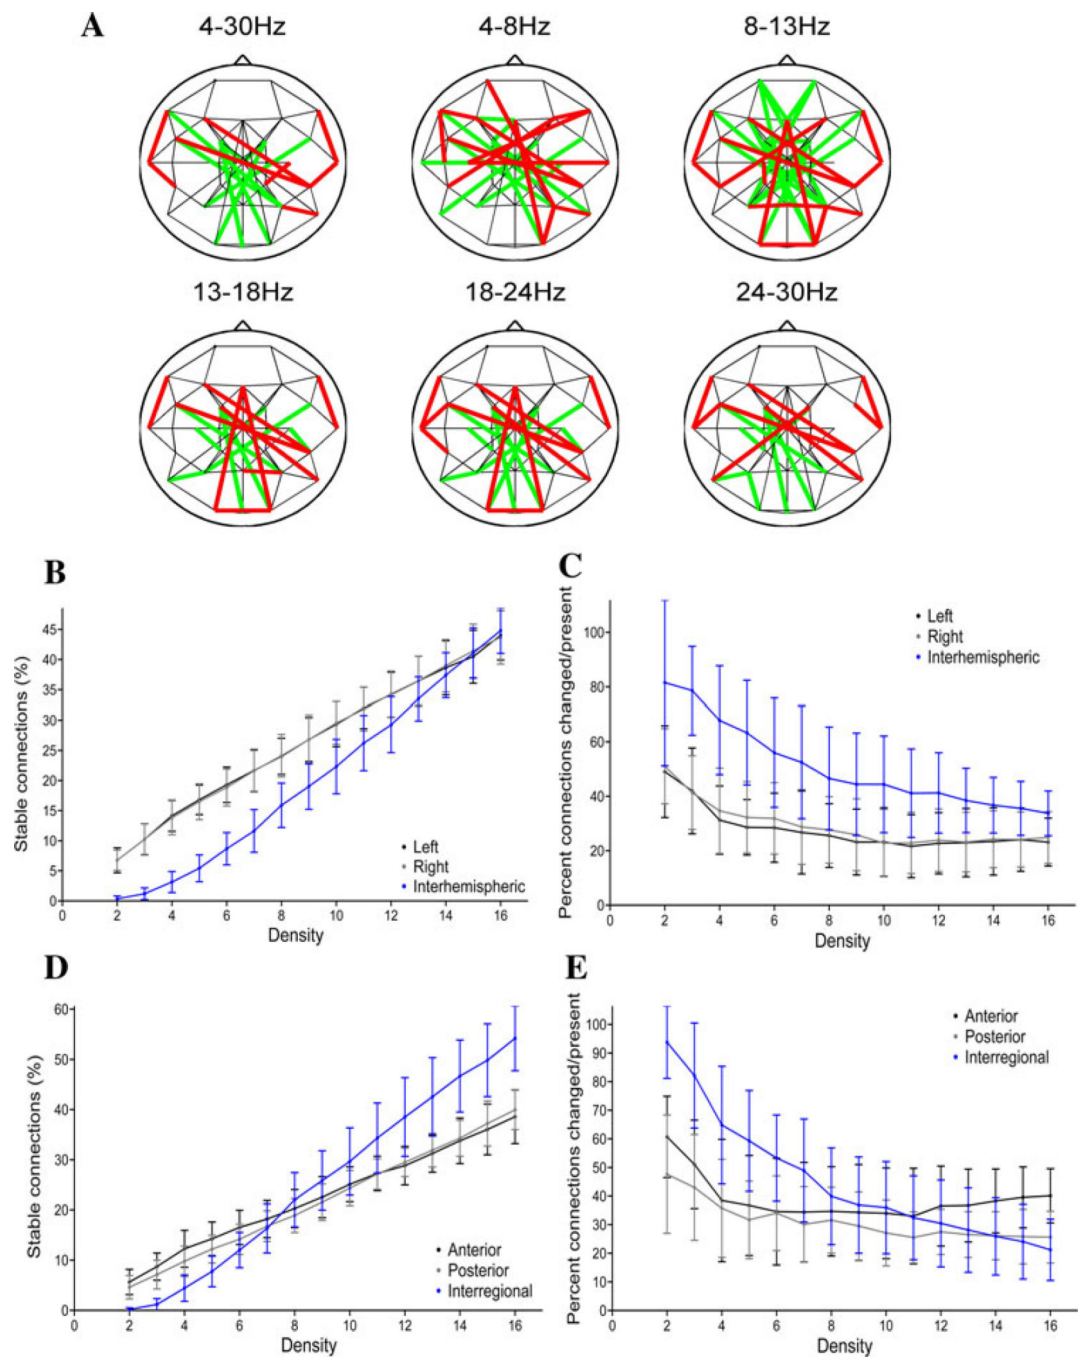 A
4-30Hz 4-8Hz 8-13Hz
13-18Hz 18-24Hz 24-30Hz
B
Stable connections (%)
45
40
35
30
25
20
15
10
5
0
0 2 4 6 8 10 12 14 16
Density
Left
Right
Interhemispheric
C
Percent connections changed/present
100
80
60
40
20
0
0 2 4 6 8 10 12 14 16
Density
Left
Right
Interhemispheric
D
Stable connections (%)
60
50
40
30
20
10
0
0 2 4 6 8 10 12 14 16
Density
Anterior
Posterior
Interregional
E
Percent connections changed/present
100
90
80
70
60
50
40
30
20
10
0
0 2 4 6 8 10 12 14 16
Density
Anterior
Posterior
Interregional